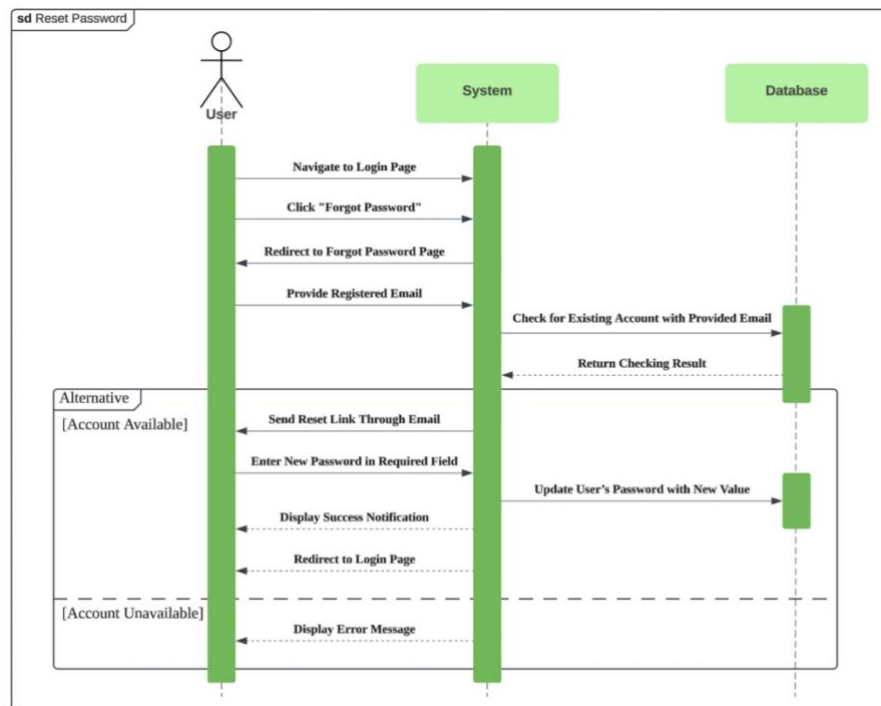 sd Reset Password
User
System
Database
Navigate to Login Page
Click "Forgot Password"
Redirect to Forgot Password Page
Provide Registered Email
Check for Existing Account with Provided Email
Return Checking Result
Alternative
[Account Available]
Send Reset Link Through Email
Enter New Password in Required Field
Update User's Password with New Value
Display Success Notification
Redirect to Login Page
[Account Unavailable]
Display Error Message